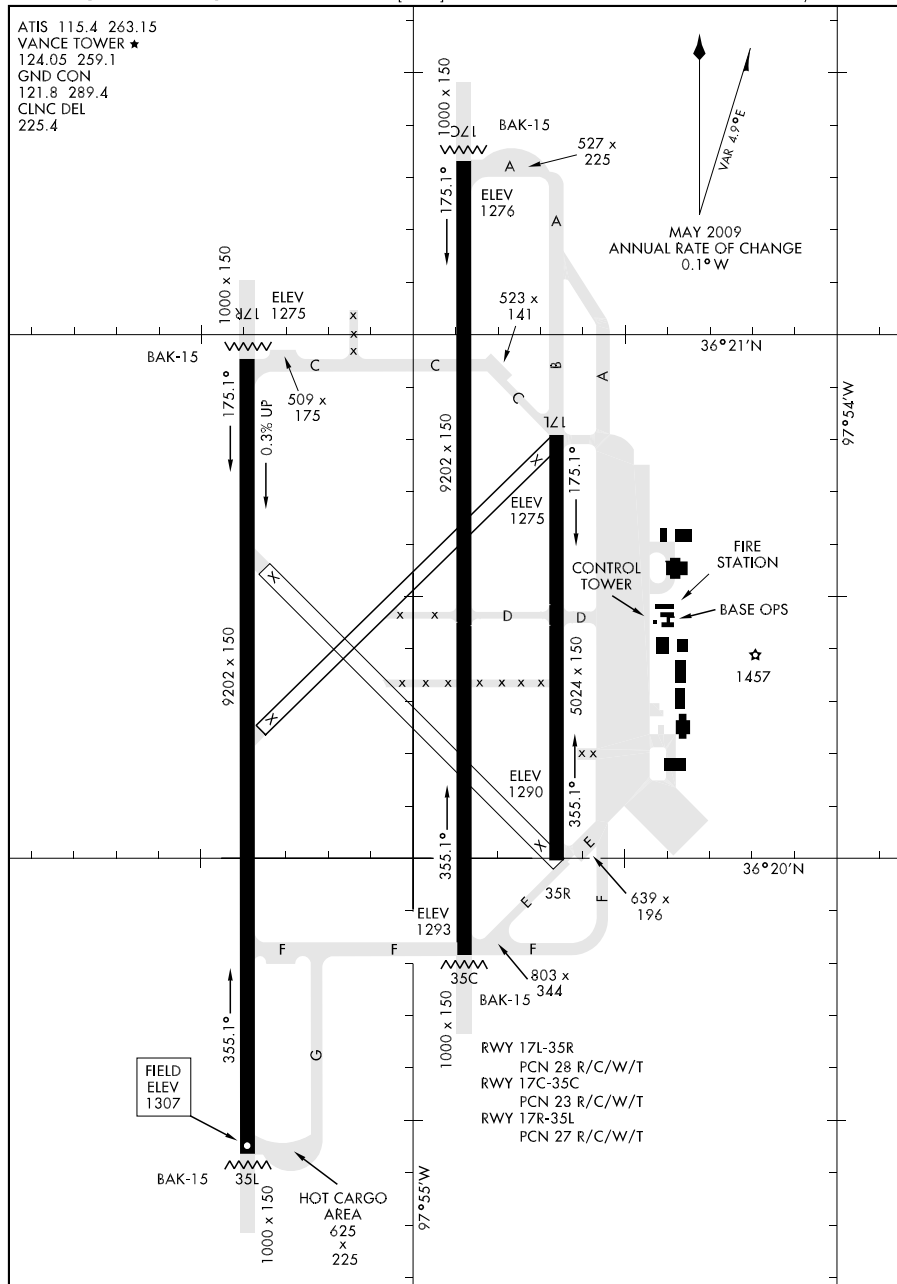 ATIS 115.4 263.15
VANCE TOWER ★
124.05 259.1
GND CON
121.8 289.4
CLNC DEL
225.4
1000 x 150
17C
BAK-15
527 x
225
A
175.1°
ELEV
1276
A
VAR 4.9° E
MAY 2009
ANNUAL RATE OF CHANGE
0.1° W
1000 x 150
17R
ELEV
1275
x
x
x
523 x
141
36°21'N
BAK-15
C
C
B
A
C
509 x
175
175.1°
0.3% UP
97°54'W
17L
9202 x 150
X
175.1°
ELEV
1275
FIRE
STATION
CONTROL
TOWER
BASE OPS
X
x x
D
D
1457
9202 x 150
x x x x x x x
5024 x 150
X
x x
ELEV
1290
355.1°
355.1°
X
E
36°20'N
35R
639 x
196
E
F
ELEV
1293
F
F
F
35C
803 x
344
BAK-15
355.1°
1000 x 150
G
RWY 17L-35R
PCN 28 R/C/W/T
RWY 17C-35C
PCN 23 R/C/W/T
RWY 17R-35L
PCN 27 R/C/W/T
FIELD
ELEV
1307
BAK-15
35L
1000 x 150
HOT CARGO
AREA
625
x
225
97°55'W